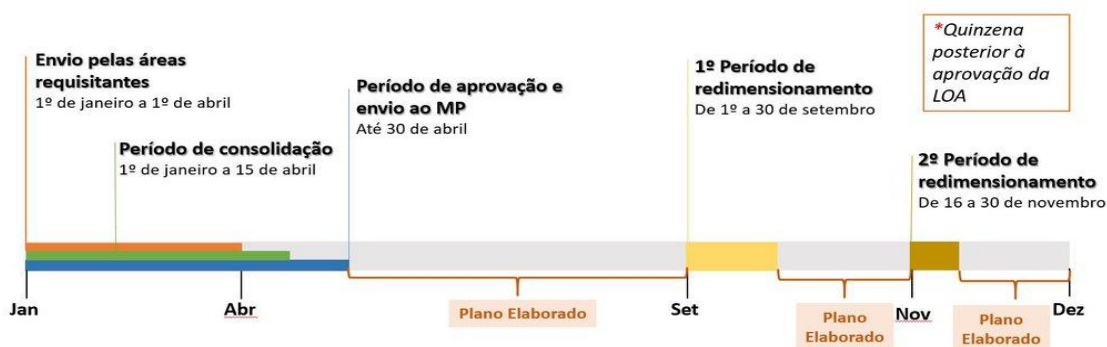 Envio pelas áreas
requisitantes
1º de janeiro a 1º de abril
Período de consolidação
1º de janeiro a 15 de abril
Período de aprovação e
envio ao MP
Até 30 de abril
1º Período de
redimensionamento
De 1º a 30 de setembro
*Quinzena
posterior à
aprovação da
LOA
2º Período de
redimensionamento
De 16 a 30 de novembro
Jan
Abr
Set
Nov
Dez
Plano Elaborado
Plano
Elaborado
Plano
Elaborado